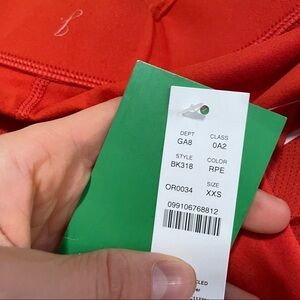 DEPT CLASS
GA8 0A2
STYLE COLOR
BK318 RPE
SIZE
OR0034 XXS
099106768812